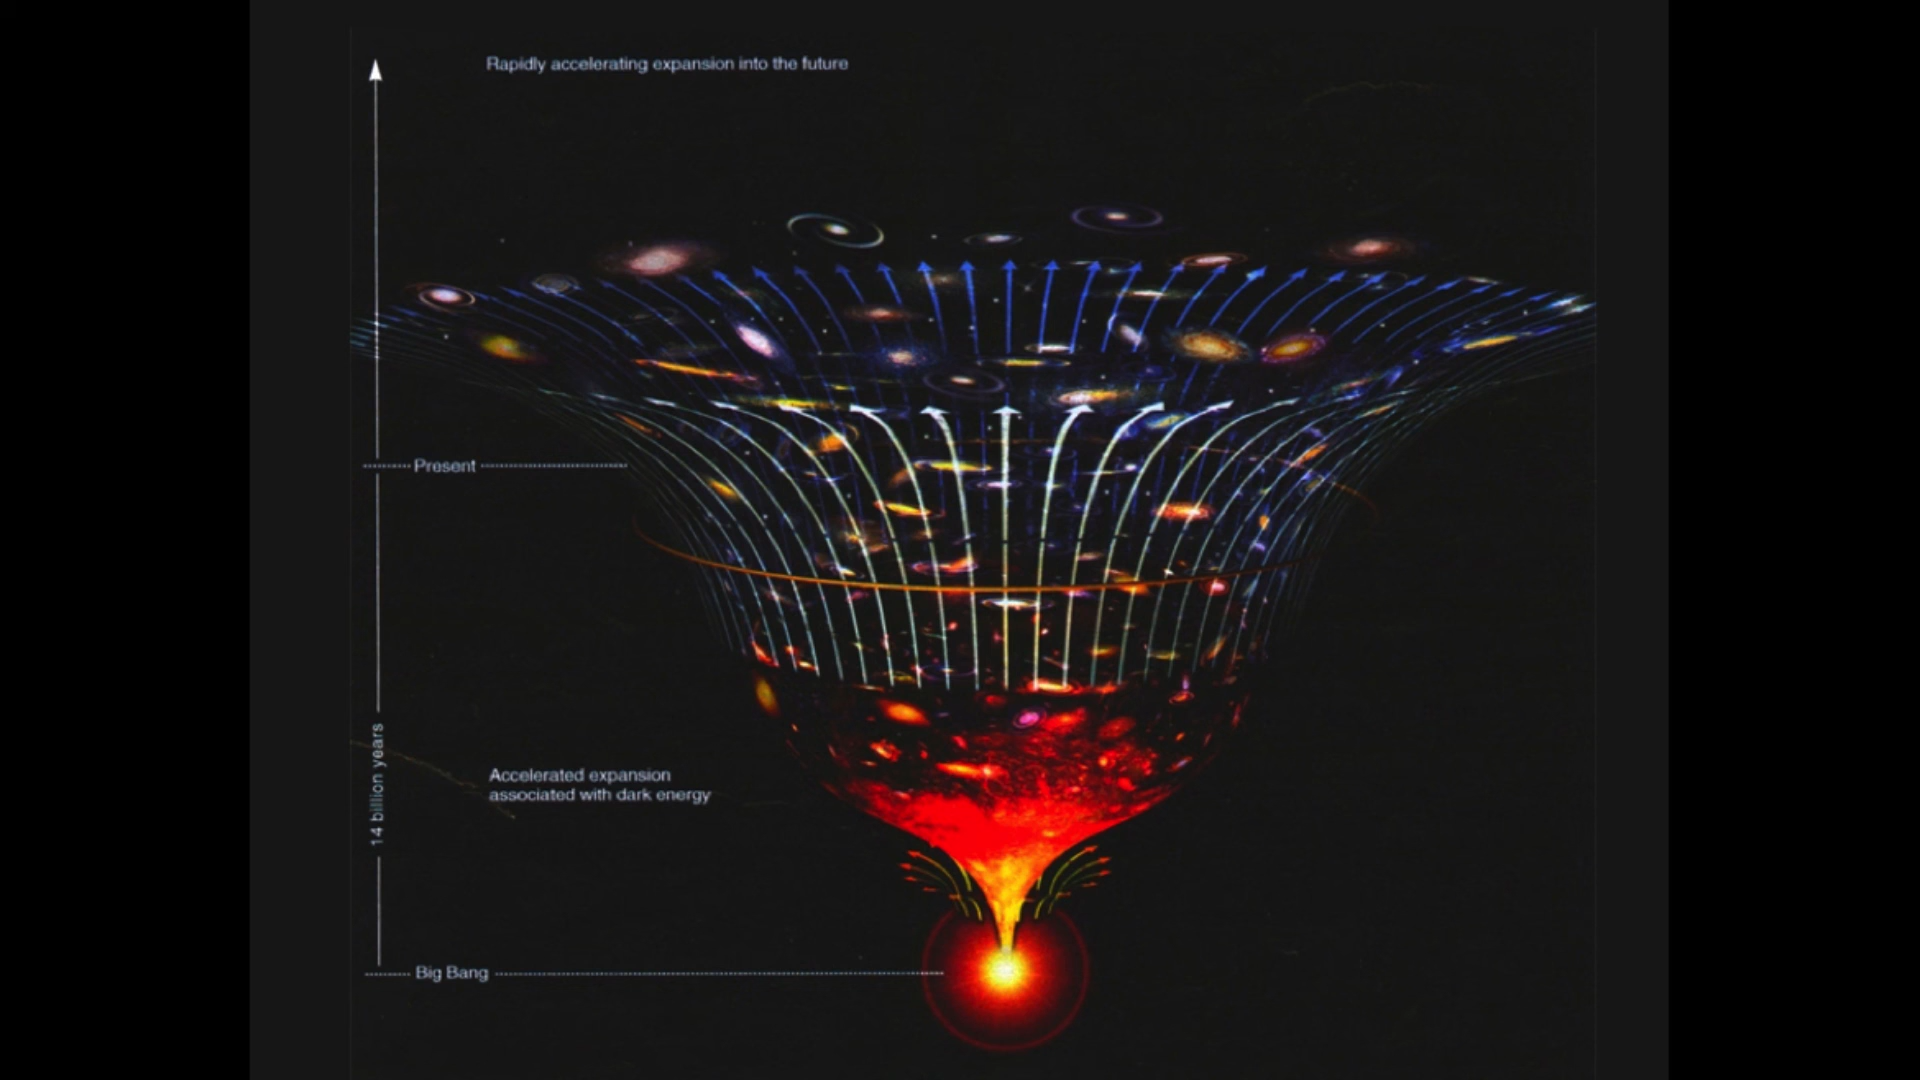 Rapidly accelerating expansion into the future
Present
14 billion years
Accelerated expansion
associated with dark energy
Big Bang